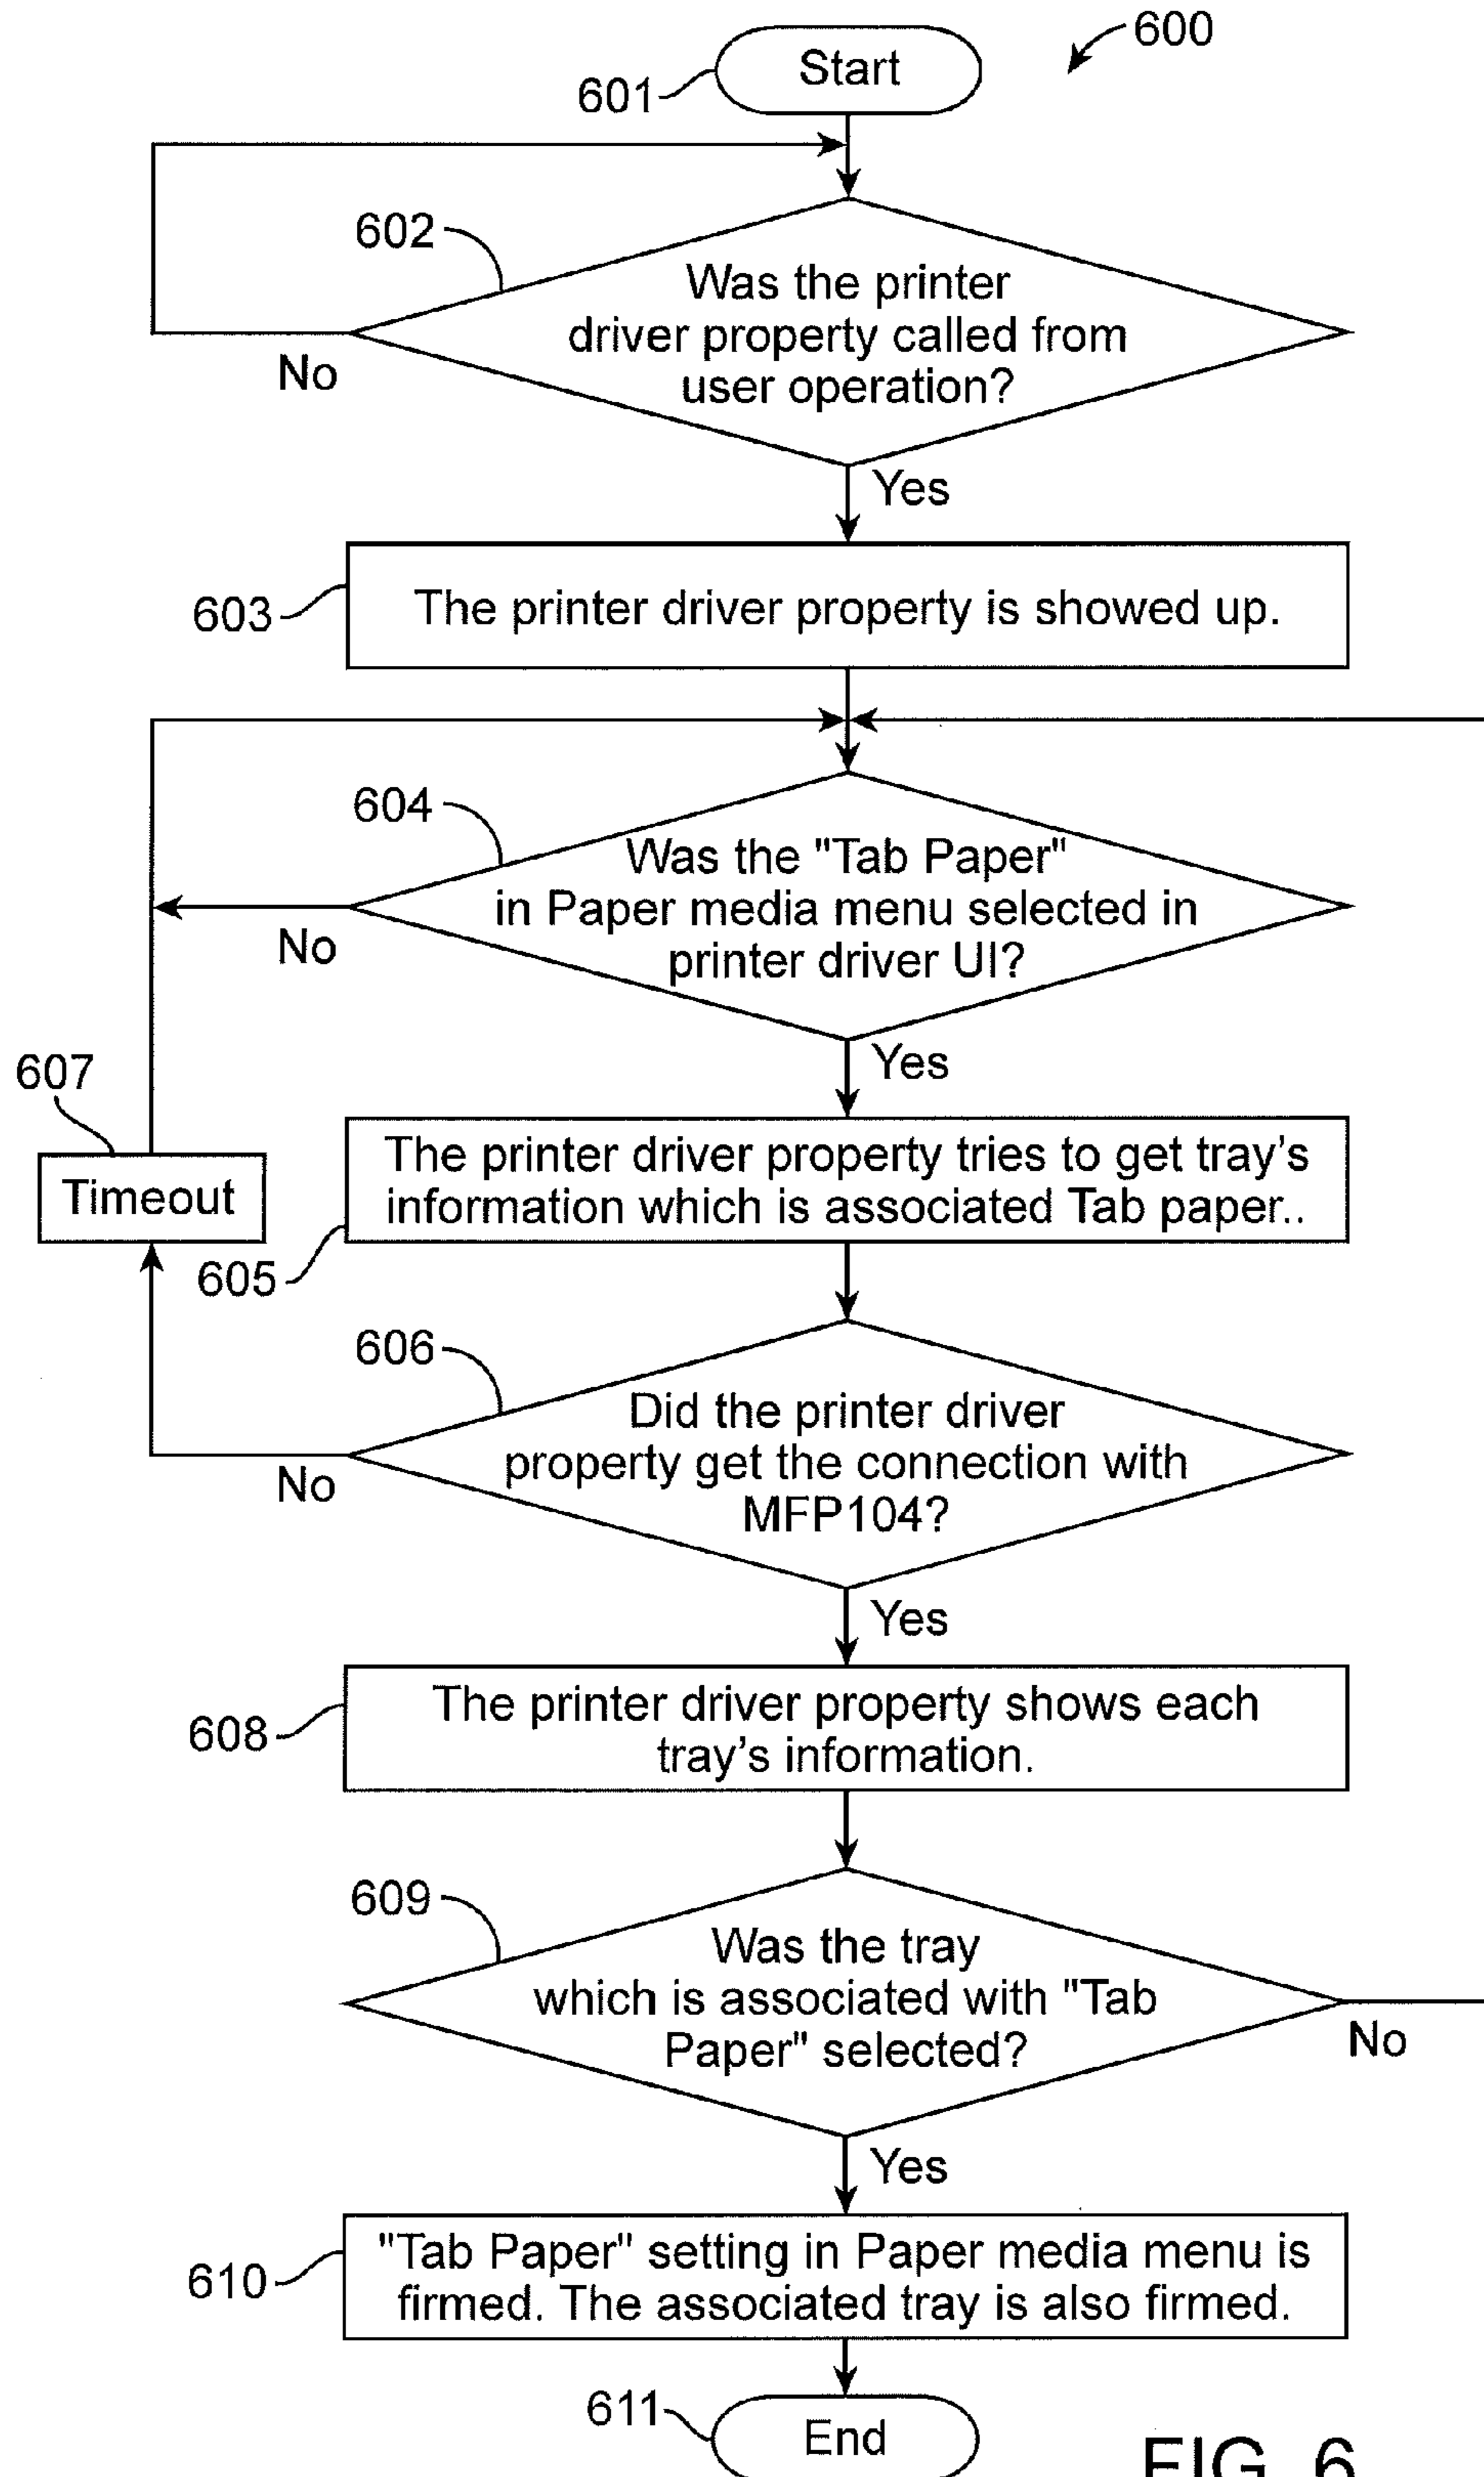 600
Start
601
602
Was the printer
driver property called from
user operation?
No
Yes
603
The printer driver property is showed up.
604
Was the "Tab Paper"
in Paper media menu selected in
printer driver UI?
No
Yes
607
Timeout
The printer driver property tries to get tray's
information which is associated Tab paper..
605
606
Did the printer driver
property get the connection with
MFP104?
No
Yes
The printer driver property shows each
tray's information.
608
609
Was the tray
which is associated with "Tab
Paper" selected?
No
Yes
"Tab Paper" setting in Paper media menu is
firmed. The associated tray is also firmed.
610
611
End
FIG. 6